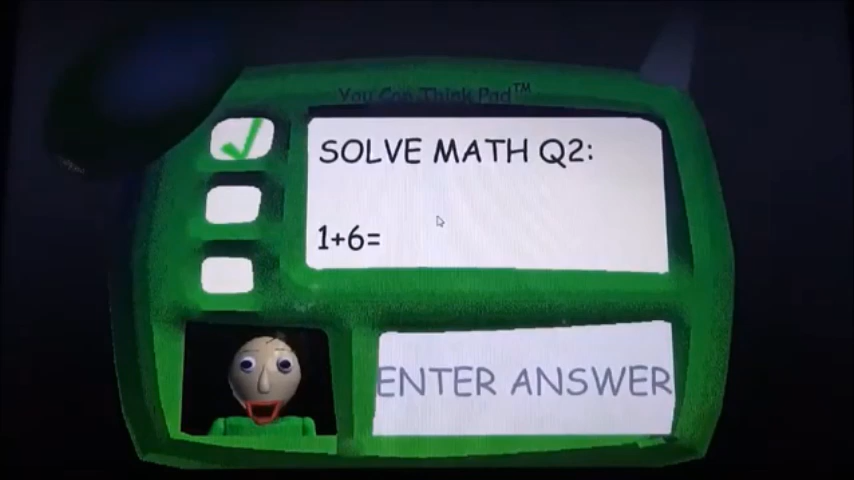 You Can Think Pad™
SOLVE MATH Q2:
1+6=
ENTER ANSWER